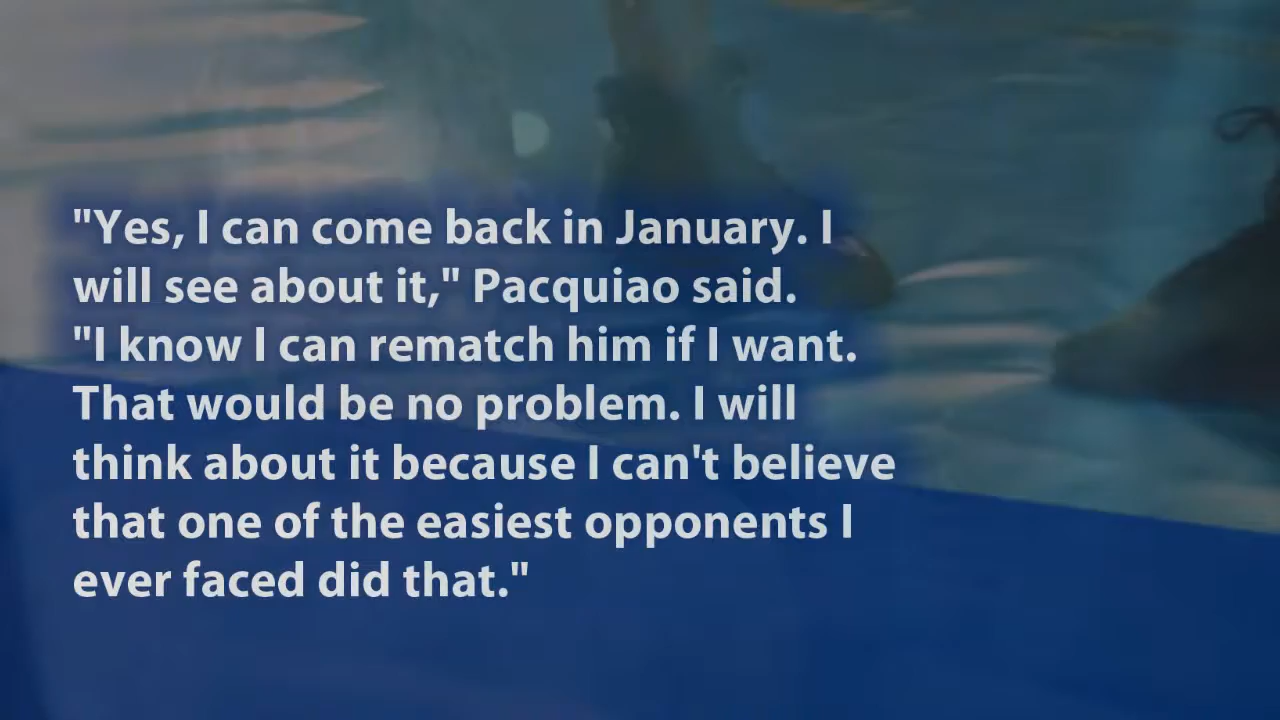 "Yes, I can come back in January. I
will see about it," Pacquiao said.
"I know I can rematch him if I want.
That would be no problem. I will
think about it because I can't believe
that one of the easiest opponents I
ever faced did that."